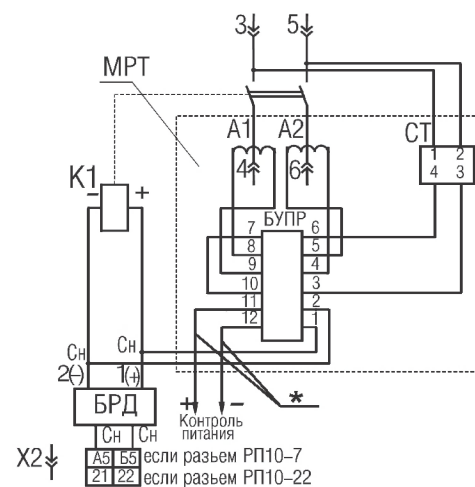 3 5
МРТ
А1 А2 СТ
1 2
4 3
4 6
К1
- +
БУПР
7 6
8 5
9 4
10 3
11 2
12 1
Сн Сн
2(-) 1(+)
+ - *
БРД
Контроль
питания
Сн Сн
Х2 А5 Б5 если разьем РП10-7
21 22 если разьем РП10-22